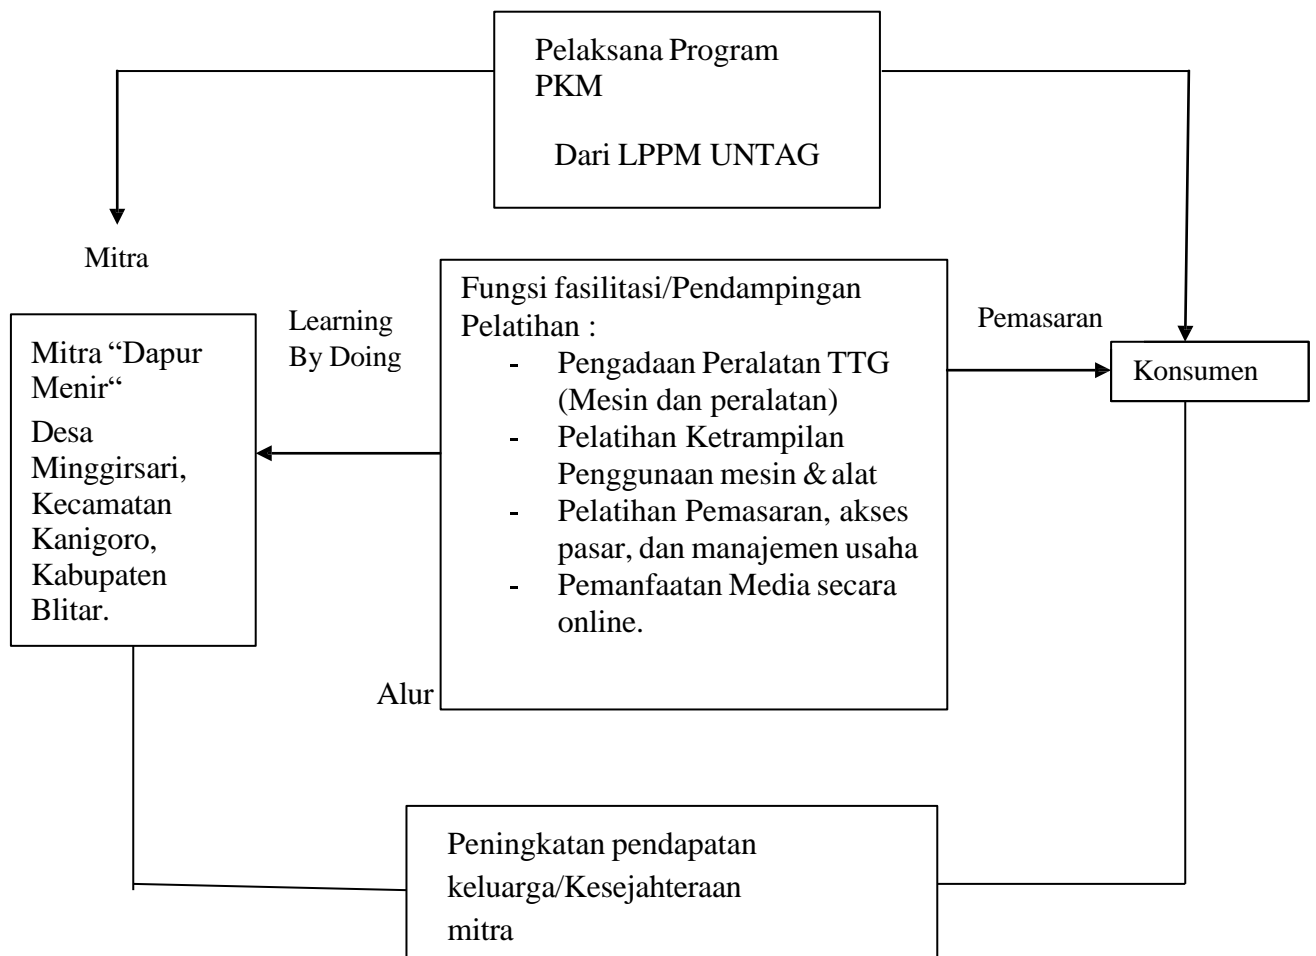 Pelaksana Program
PKM
Dari LPPM UNTAG
Mitra
Mitra “Dapur
Menir“
Desa
Minggirsari,
Kecamatan
Kanigoro,
Kabupaten
Blitar.
Learning
By Doing
Fungsi fasilitasi/Pendampingan
Pelatihan :
- Pengadaan Peralatan TTG
(Mesin dan peralatan)
- Pelatihan Ketrampilan
Penggunaan mesin & alat
- Pelatihan Pemasaran, akses
pasar, dan manajemen usaha
- Pemanfaatan Media secara
online.
Pemasaran
Konsumen
Alur
Peningkatan pendapatan
keluarga/Kesejahteraan
mitra